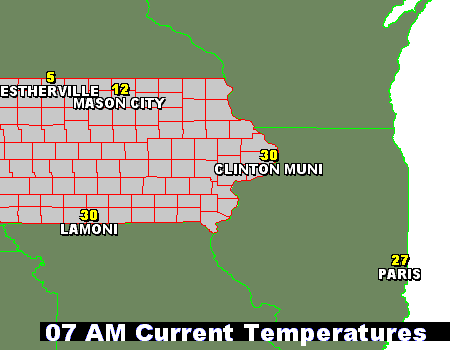 5
ESTHERVILLE
12
MASON CITY
30
CLINTON MUNI
30
LAMONI
27
PARIS
07 AM Current Temperatures